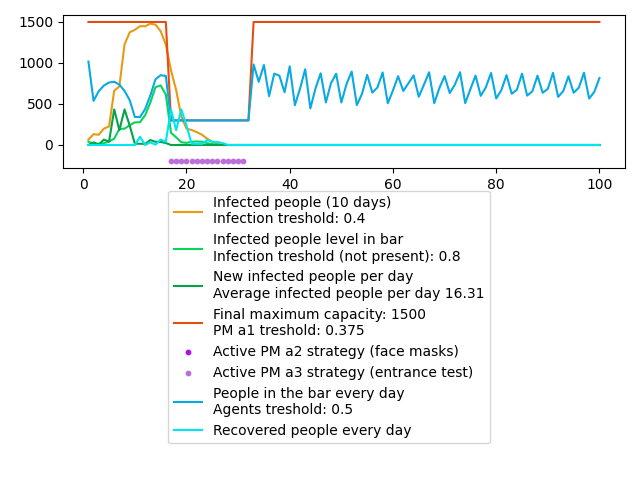 1500
1000
500
0
0
20
40
60
80
100
Infected people (10 days)
Infection treshold: 0.4
Infected people level in bar
Infection treshold (not present): 0.8
New infected people per day
Average infected people per day 16.31
Final maximum capacity: 1500
PM a1 treshold: 0.375
Active PM a2 strategy (face masks)
Active PM a3 strategy (entrance test)
People in the bar every day
Agents treshold: 0.5
Recovered people every day